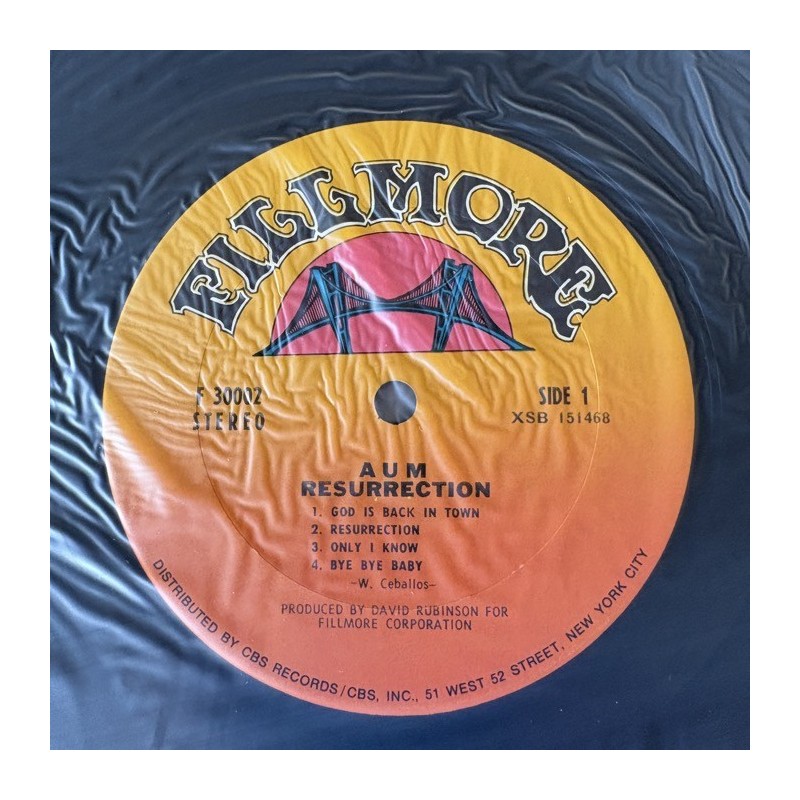 FILLMORE
F 30002
STEREO
SIDE 1
XSB 151468
AUM
RESURRECTION
1. GOD IS BACK IN TOWN
2. RESURRECTION
3. ONLY I KNOW
4. BYE BYE BABY
-W. Ceballos-
PRODUCED BY DAVID RUBINSON FOR
FILLMORE CORPORATION
DISTRIBUTED BY CBS RECORDS/CBS, INC., 51 WEST 52 STREET, NEW YORK CITY